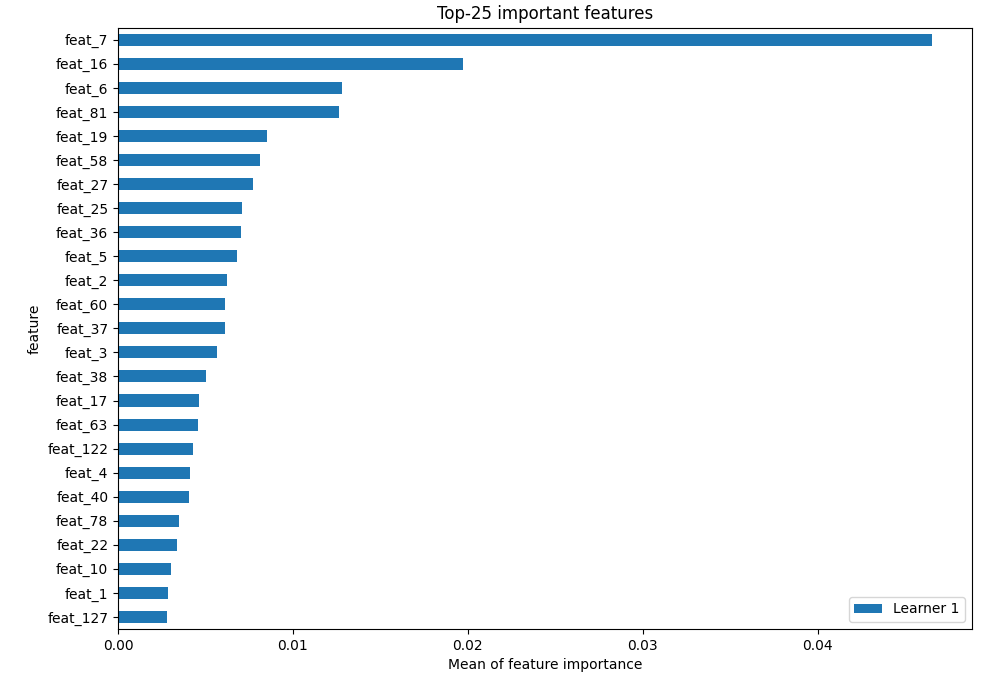 Top-25 important features
feature
feat_7
feat_16
feat_6
feat_81
feat_19
feat_58
feat_27
feat_25
feat_36
feat_5
feat_2
feat_60
feat_37
feat_3
feat_38
feat_17
feat_63
feat_122
feat_4
feat_40
feat_78
feat_22
feat_10
feat_1
feat_127
Learner 1
0.00 0.01 0.02 0.03 0.04
Mean of feature importance